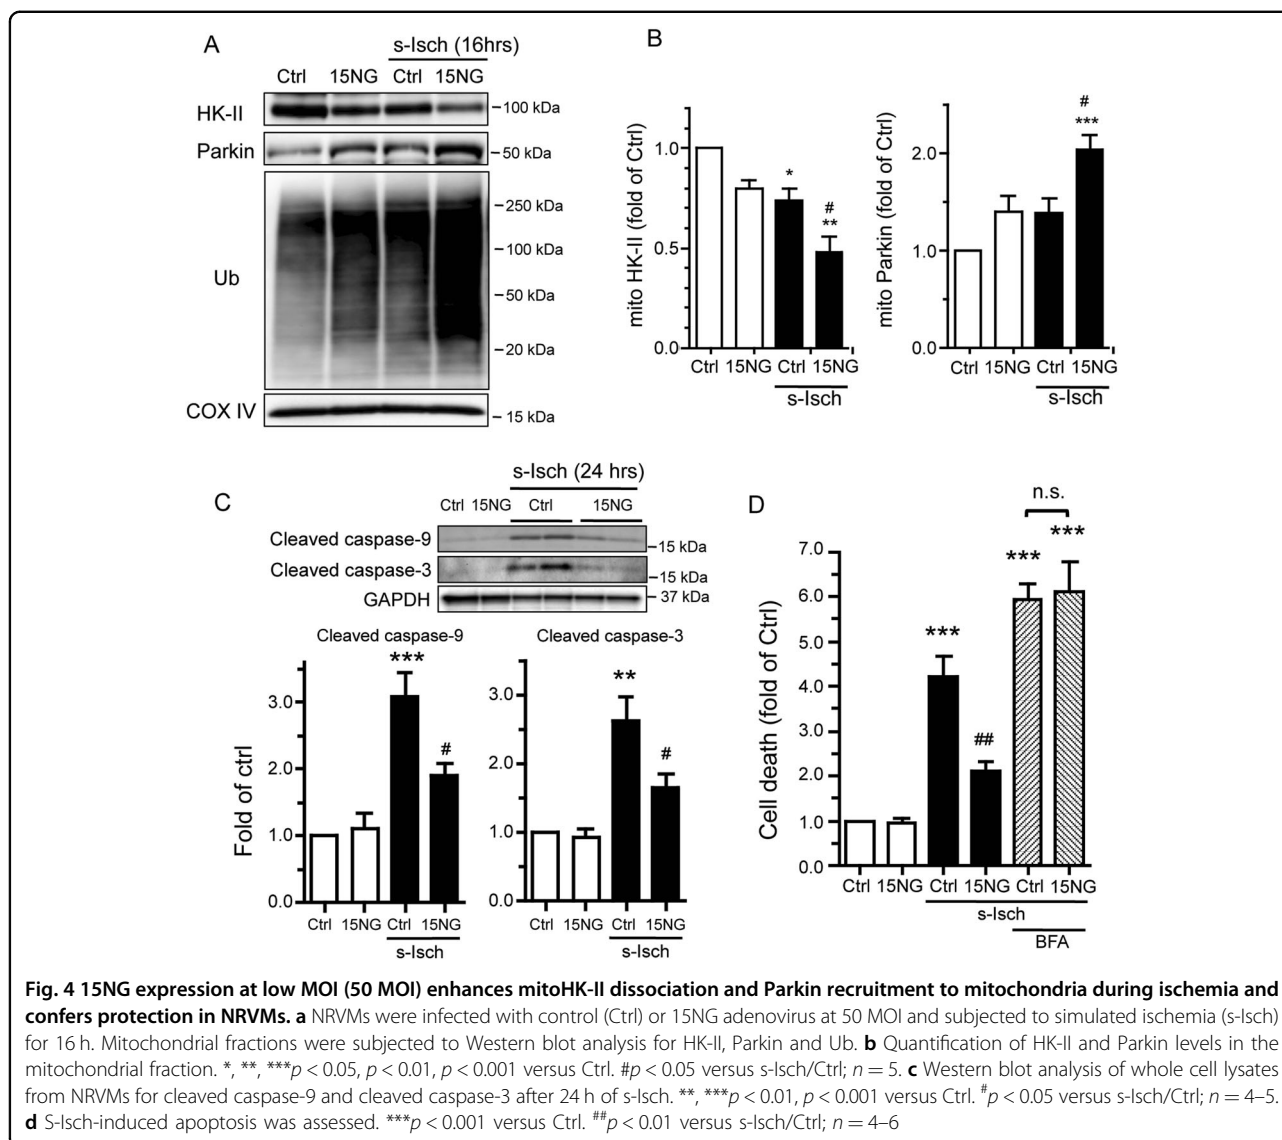 A
s-Isch (16hrs)
Ctrl 15NG Ctrl 15NG
HK-II
100 kDa
Parkin
50 kDa
Ub
250 kDa
100 kDa
50 kDa
20 kDa
COX IV
15 kDa
B
mito HK-II (fold of Ctrl)
1.0
0.5
0.0
*
#
**
Ctrl 15NG Ctrl 15NG
s-Isch
mito Parkin (fold of Ctrl)
2.0
1.0
0.0
#
***
Ctrl 15NG Ctrl 15NG
s-Isch
C
s-Isch (24 hrs)
Ctrl 15NG Ctrl 15NG
Cleaved caspase-9
15 kDa
Cleaved caspase-3
15 kDa
GAPDH
37 kDa
Cleaved caspase-9
Fold of ctrl
3.0
2.0
1.0
0.0
***
#
Ctrl 15NG Ctrl 15NG
s-Isch
Cleaved caspase-3
3.0
2.0
1.0
0.0
**
#
Ctrl 15NG Ctrl 15NG
s-Isch
D
n.s.
Cell death (fold of Ctrl)
7.0
6.0
5.0
4.0
3.0
2.0
1.0
0.0
***
##
***
***
Ctrl 15NG Ctrl 15NG Ctrl 15NG
s-Isch
BFA
Fig. 4 15NG expression at low MOI (50 MOI) enhances mitoHK-II dissociation and Parkin recruitment to mitochondria during ischemia and
confers protection in NRVMs. a NRVMs were infected with control (Ctrl) or 15NG adenovirus at 50 MOI and subjected to simulated ischemia (s-Isch)
for 16 h. Mitochondrial fractions were subjected to Western blot analysis for HK-II, Parkin and Ub. b Quantification of HK-II and Parkin levels in the
mitochondrial fraction. *, **, ***p < 0.05, p < 0.01, p < 0.001 versus Ctrl. #p < 0.05 versus s-Isch/Ctrl; n = 5. c Western blot analysis of whole cell lysates
from NRVMs for cleaved caspase-9 and cleaved caspase-3 after 24 h of s-Isch. **, ***p < 0.01, p < 0.001 versus Ctrl. #p < 0.05 versus s-Isch/Ctrl; n = 4–5.
d S-Isch-induced apoptosis was assessed. ***p < 0.001 versus Ctrl. ##p < 0.01 versus s-Isch/Ctrl; n = 4–6